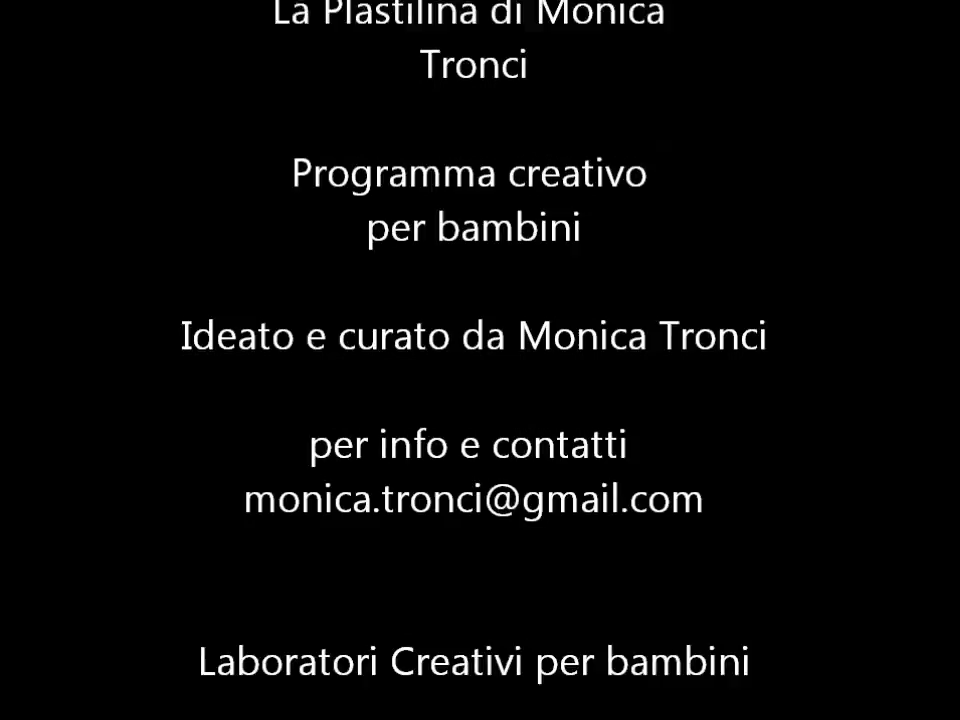 La Plastilina di Monica
Tronci
Programma creativo
per bambini
Ideato e curato da Monica Tronci
per info e contatti
monica.tronci@gmail.com
Laboratori Creativi per bambini